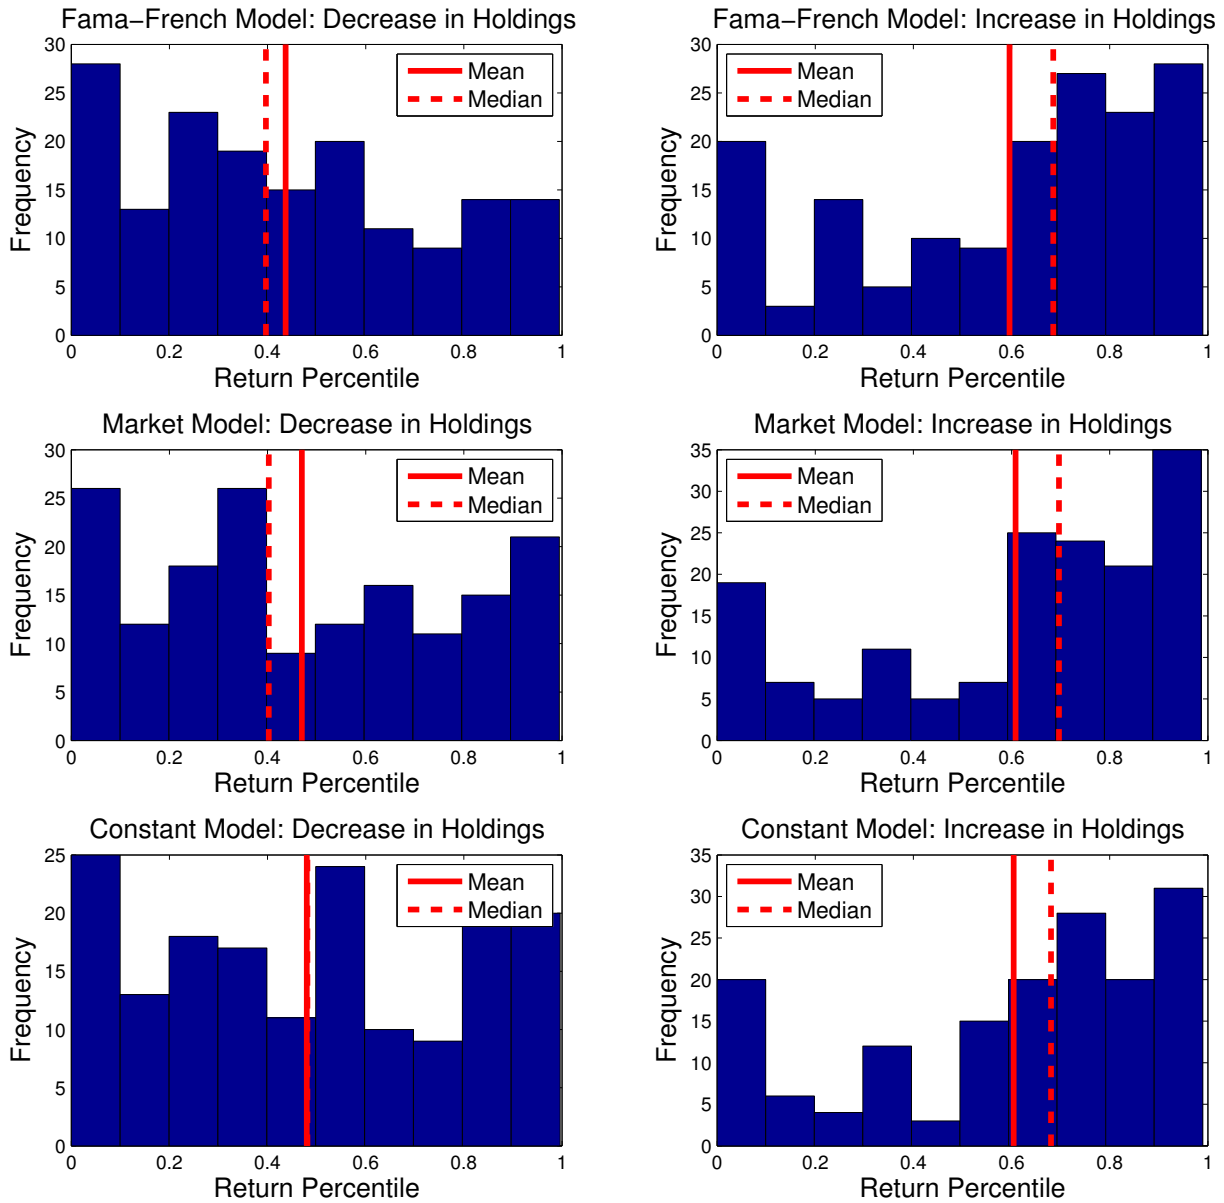 Fama−French Model: Decrease in Holdings
30
25
20
15
10
5
0
Frequency
Mean
Median
0 0.2 0.4 0.6 0.8 1
Return Percentile
Fama−French Model: Increase in Holdings
30
25
20
15
10
5
0
Frequency
Mean
Median
0 0.2 0.4 0.6 0.8 1
Return Percentile
Market Model: Decrease in Holdings
30
25
20
15
10
5
0
Frequency
Mean
Median
0 0.2 0.4 0.6 0.8 1
Return Percentile
Market Model: Increase in Holdings
35
30
25
20
15
10
5
0
Frequency
Mean
Median
0 0.2 0.4 0.6 0.8 1
Return Percentile
Constant Model: Decrease in Holdings
25
20
15
10
5
0
Frequency
Mean
Median
0 0.2 0.4 0.6 0.8 1
Return Percentile
Constant Model: Increase in Holdings
35
30
25
20
15
10
5
0
Frequency
Mean
Median
0 0.2 0.4 0.6 0.8 1
Return Percentile